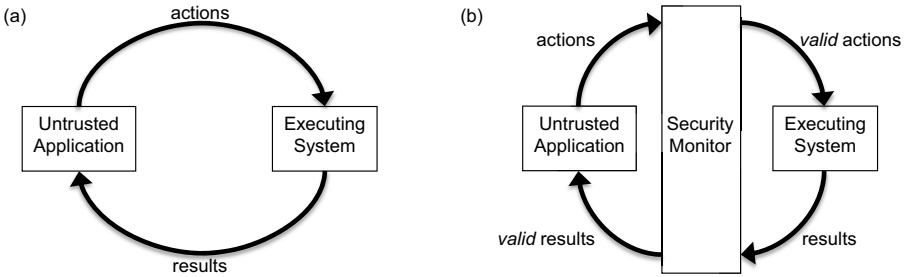 (a)
actions
Untrusted
Application
Executing
System
results
(b)
actions
valid actions
Untrusted
Application
Security
Monitor
Executing
System
valid results
results